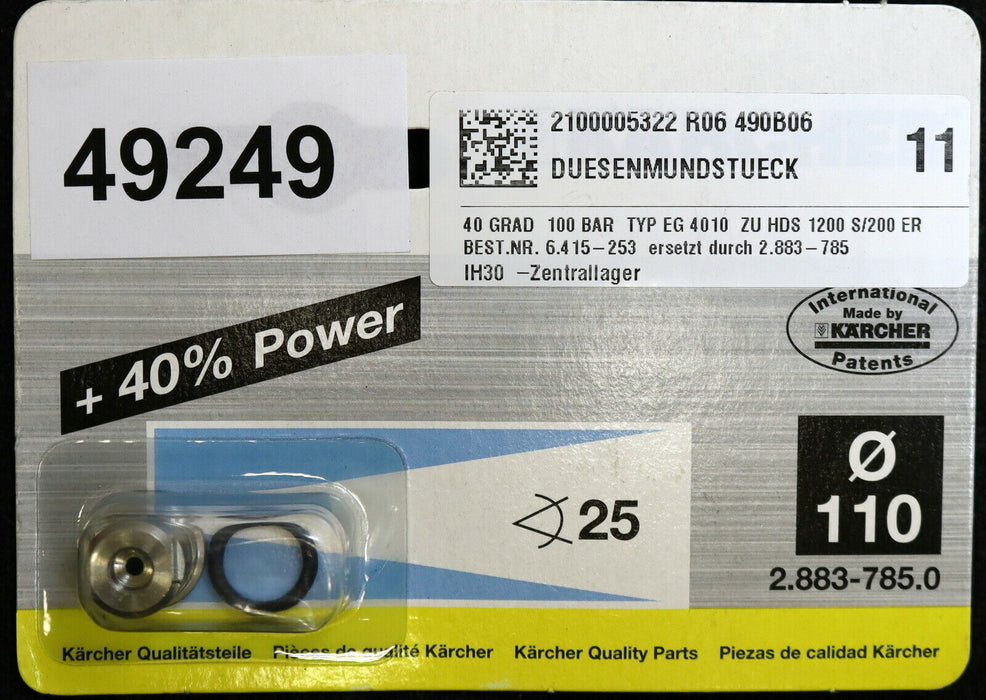 49249
2100005322 R06 490B06
DUESENMUNDSTUECK
11
40 GRAD 100 BAR TYP EG 4010 ZU HDS 1200 S/200 ER
BEST.NR. 6.415-253 ersetzt durch 2.883-785
IH30 -Zentrallager
International
Made by
KÄRCHER
Patents
+ 40% Power
25
Ø
110
2.883-785.0
Kärcher Qualitätsteile Pièces de qualité Kärcher Kärcher Quality Parts Piezas de calidad Kärcher